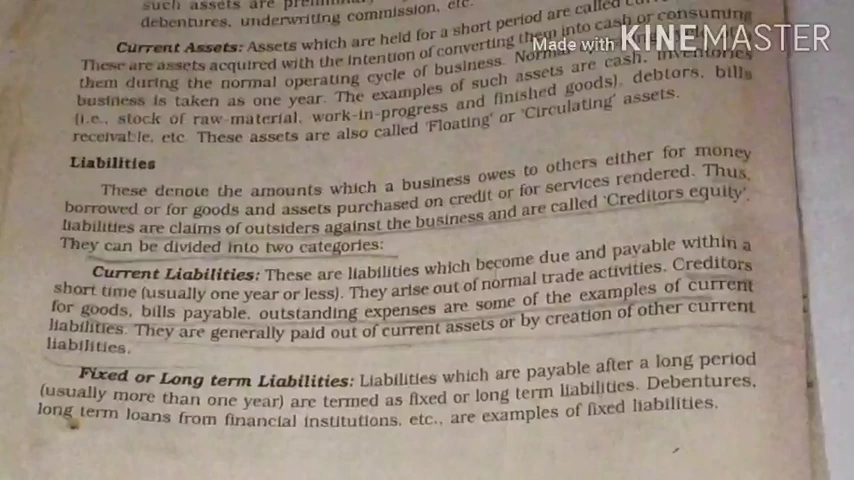 such assets are
debentures, underwriting commission, etc.
Current Assets: Assets which are held for a short period are called
These are assets acquired with the intention of converting them into cash or consuming
them during the normal operating cycle of business.
business is taken as one year. The examples of such assets are cash, inventories
(i.e., stock of raw-material, work-in-progress and finished goods), debtors, bills
receivable, etc. These assets are also called 'Floating' or 'Circulating' assets.
Made with KINEMASTER
Liabilities
These denote the amounts which a business owes to others either for money
borrowed or for goods and assets purchased on credit or for services rendered. Thus,
liabilities are claims of outsiders against the business and are called 'Creditors equity'.
They can be divided into two categories:
Current Liabilities: These are liabilities which become due and payable within a
short time (usually one year or less). They arise out of normal trade activities. Creditors
for goods, bills payable, outstanding expenses are some of the examples of current
liabilities. They are generally paid out of current assets or by creation of other current
liabilities.
Fixed or Long term Liabilities: Liabilities which are payable after a long period
(usually more than one year) are termed as fixed or long term liabilities. Debentures,
long term loans from financial institutions, etc., are examples of fixed liabilities.